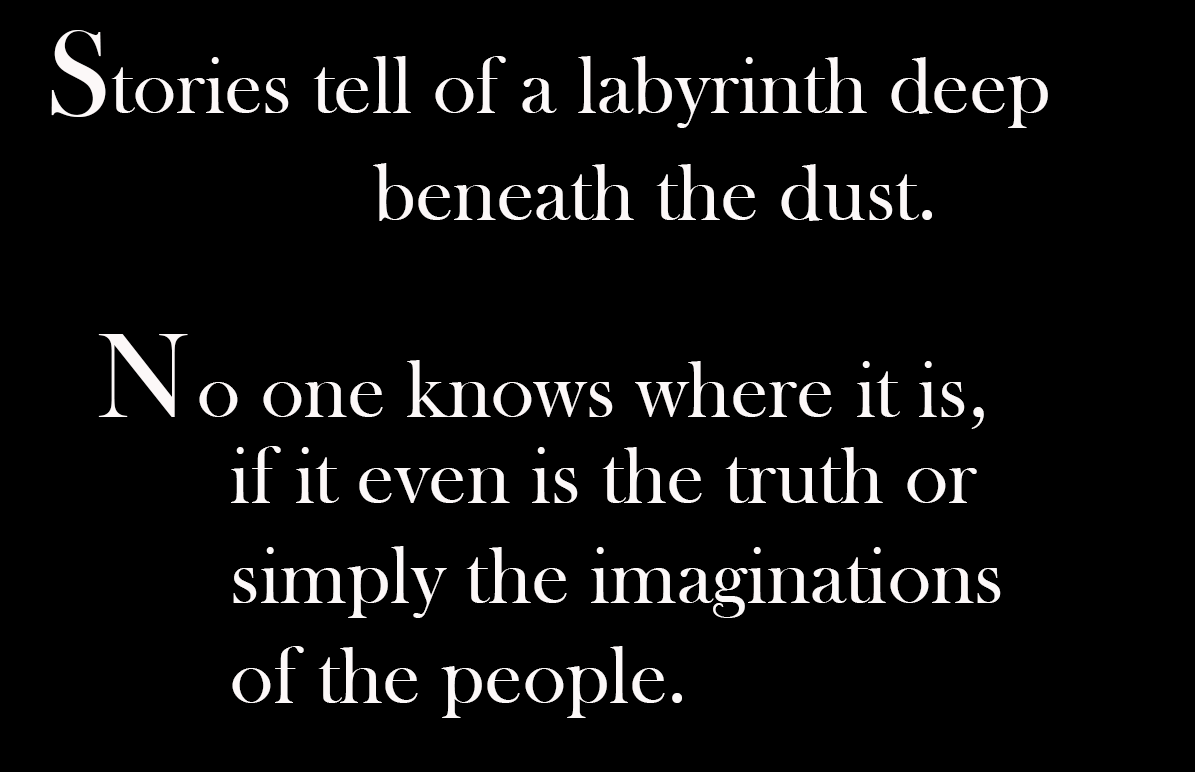 Stories tell of a labyrinth deep
beneath the dust.
No one knows where it is,
if it even is the truth or
simply the imaginations
of the people.